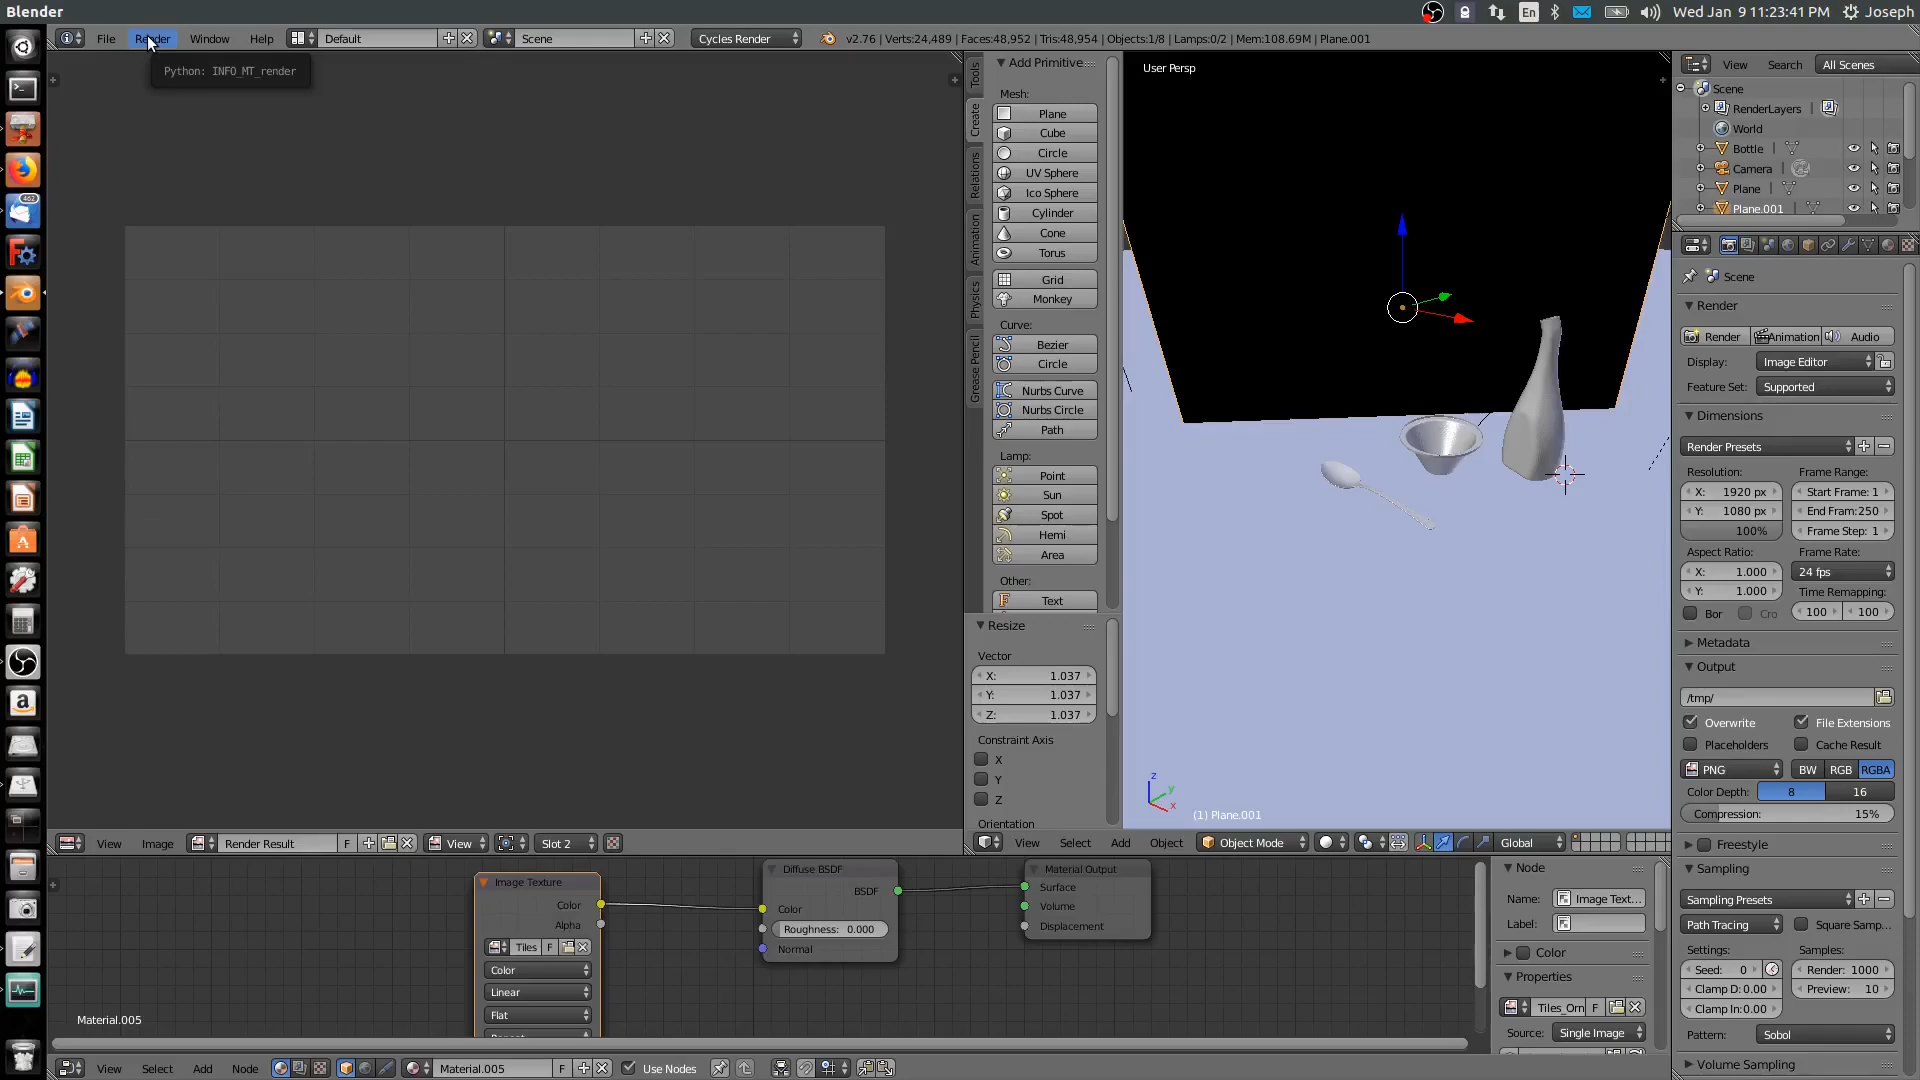 Blender
En
Wed Jan 9 11:23:41 PM
Joseph
File
Render
Window
Help
Default
Scene
Cycles Render
v2.76 | Verts:24,489 | Faces:48,952 | Tris:48,954 | Objects:1/8 | Lamps:0/2 | Mem:108.69M | Plane.001
Python: INFO_MT_render
Tools
Create
Relations
Animation
Physics
Grease Pencil
Add Primitive
Mesh:
Plane
Cube
Circle
UV Sphere
Ico Sphere
Cylinder
Cone
Torus
Grid
Monkey
Curve:
Bezier
Circle
Nurbs Curve
Nurbs Circle
Path
Lamp:
Point
Sun
Spot
Hemi
Area
Other:
Text
Resize
Vector
X: 1.037
Y: 1.037
Z: 1.037
Constraint Axis
X
Y
Z
Orientation
User Persp
z
y
x
(1) Plane.001
View
Select
Add
Object
Object Mode
Global
View
Search
All Scenes
Scene
RenderLayers
World
Bottle
Camera
Plane
Plane.001
Scene
Render
Render
Animation
Audio
Display:
Image Editor
Feature Set:
Supported
Dimensions
Render Presets
Resolution:
Frame Range:
X: 1920 px
Start Frame: 1
Y: 1080 px
End Fram:250
100%
Frame Step: 1
Aspect Ratio:
Frame Rate:
X: 1.000
24 fps
Y: 1.000
Time Remapping:
Bor
Cro
100
100
Metadata
Output
/tmp/
Overwrite
File Extensions
Placeholders
Cache Result
PNG
BW
RGB
RGBA
Color Depth:
8
16
Compression: 15%
Freestyle
Sampling
Sampling Presets
Path Tracing
Square Samp...
Settings:
Samples:
Seed: 0
Render: 1000
Clamp D:0.00
Preview: 10
Clamp In:0.00
Pattern:
Sobol
Volume Sampling
View
Image
Render Result
F
View
Slot 2
Image Texture
Color
Alpha
Tiles
F
Color
Linear
Flat
Diffuse BSDF
BSDF
Color
Roughness: 0.000
Normal
Material Output
Surface
Volume
Displacement
Material.005
Node
Name:
Image Text...
Label:
Color
Properties
Tiles_Orn
F
Source:
Single Image
View
Select
Add
Node
Material.005
F
Use Nodes